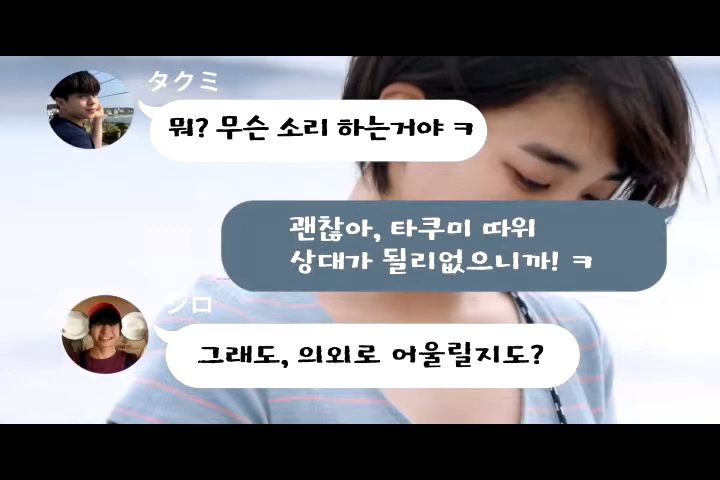 タクミ
뭐? 무슨 소리 하는거야 ㅋ
괜찮아, 타쿠미 따위
상대가 될리없으니까! ㅋ
シロ
그래도, 의외로 어울릴지도?